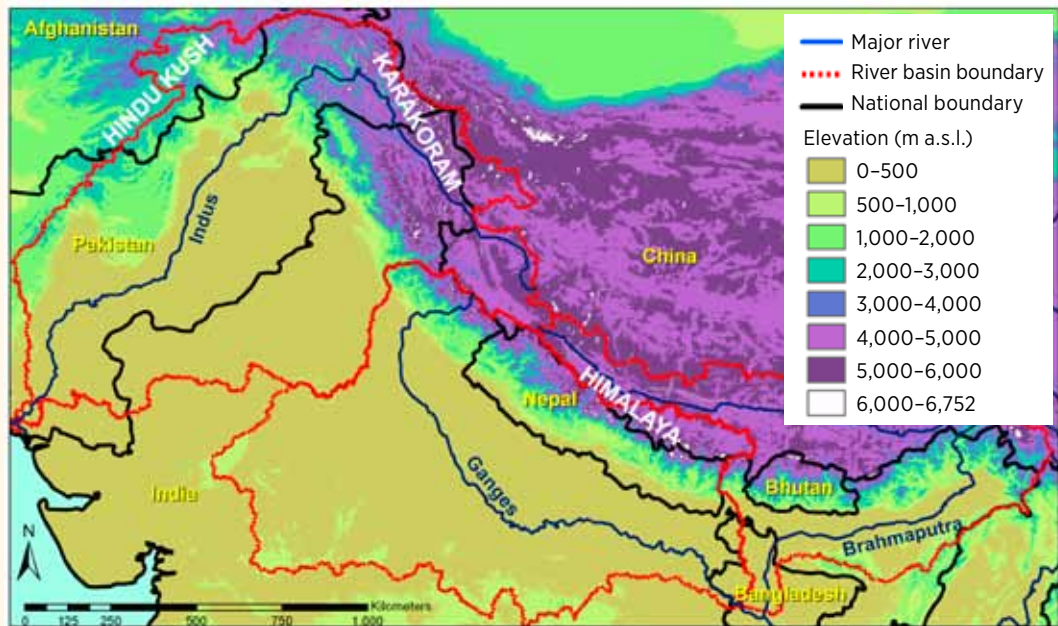 Afghanistan
HINDU KUSH
KARAKORAM
Indus
Pakistan
China
HIMALAYA
Nepal
Ganges
India
Bhutan
Brahmaputra
Bangladesh
N
Kilometers
0 125 250 500 750 1,000
Major river
River basin boundary
National boundary
Elevation (m a.s.l.)
0–500
500–1,000
1,000–2,000
2,000–3,000
3,000–4,000
4,000–5,000
5,000–6,000
6,000–6,752